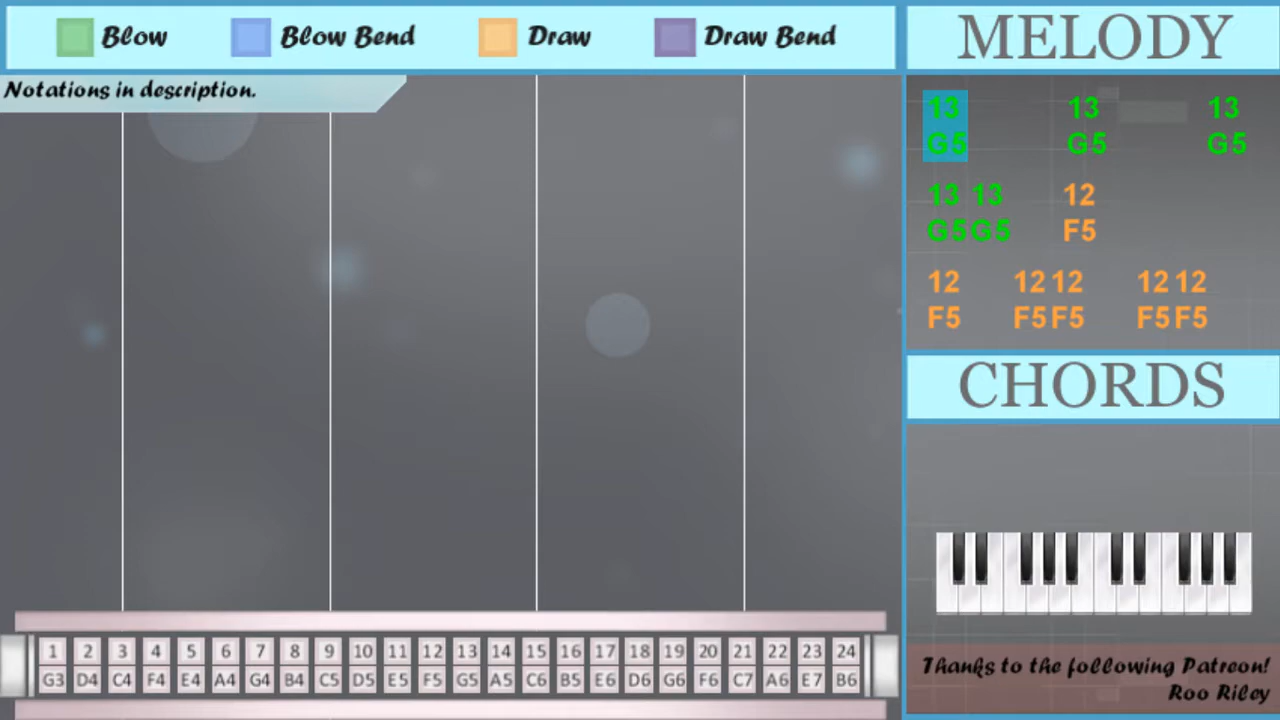 Blow Blow Bend Draw Draw Bend
Notations in description.
MELODY
13 13 13
G5 G5 G5
13 13 12
G5 G5 F5
12 12 12 12 12
F5 F5 F5 F5 F5
CHORDS
1 2 3 4 5 6 7 8 9 10 11 12 13 14 15 16 17 18 19 20 21 22 23 24
G3 D4 C4 F4 E4 A4 G4 B4 C5 D5 E5 F5 G5 A5 C6 B5 E6 D6 G6 F6 C7 A6 E7 B6
Thanks to the following Patreon!
Roo Riley